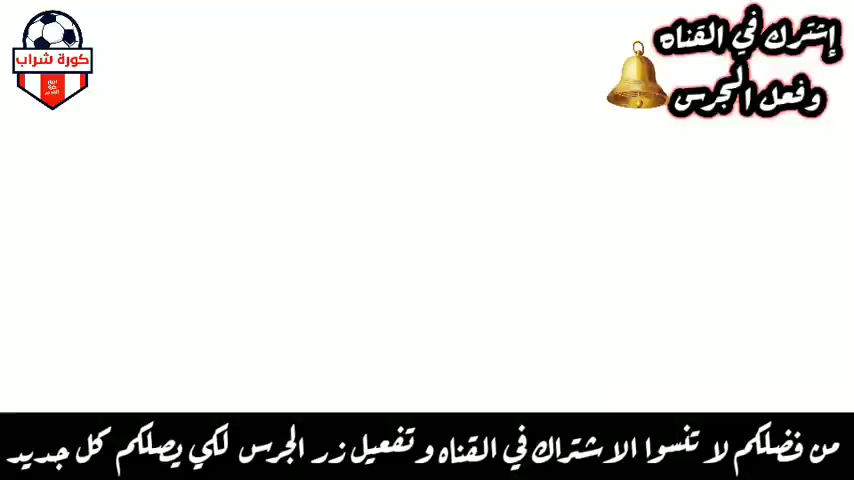 كورة شراب
إشترك في القناه
وفعل الجرس
من فضلكم لا تنسوا الاشتراك في القناه وتفعيل زر الجرس لكي يصلكم كل جديد